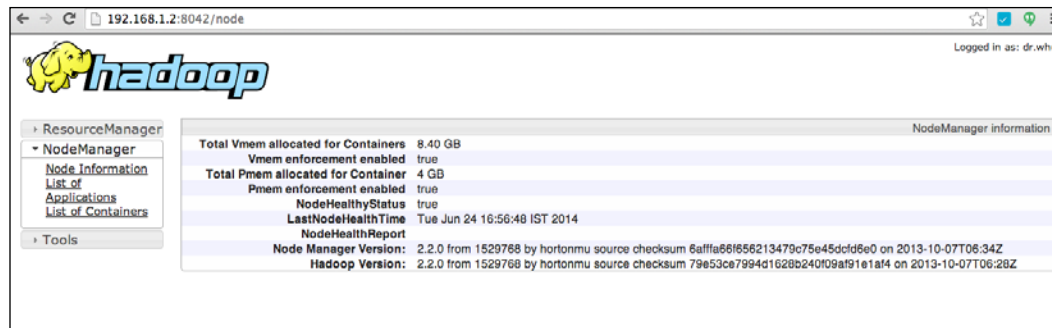 192.168.1.2:8042/node
Logged in as: dr.wh
hadoop
ResourceManager
NodeManager
Node Information
List of
Applications
List of Containers
Tools
NodeManager information
Total Vmem allocated for Containers 8.40 GB
Vmem enforcement enabled true
Total Pmem allocated for Container 4 GB
Pmem enforcement enabled true
NodeHealthyStatus true
LastNodeHealthTime Tue Jun 24 16:56:48 IST 2014
NodeHealthReport
Node Manager Version: 2.2.0 from 1529768 by hortonmu source checksum 6afffa66f656213479c75e45dcfd6e0 on 2013-10-07T06:34Z
Hadoop Version: 2.2.0 from 1529768 by hortonmu source checksum 79e53ce7994d1628b240f09af91e1af4 on 2013-10-07T06:28Z